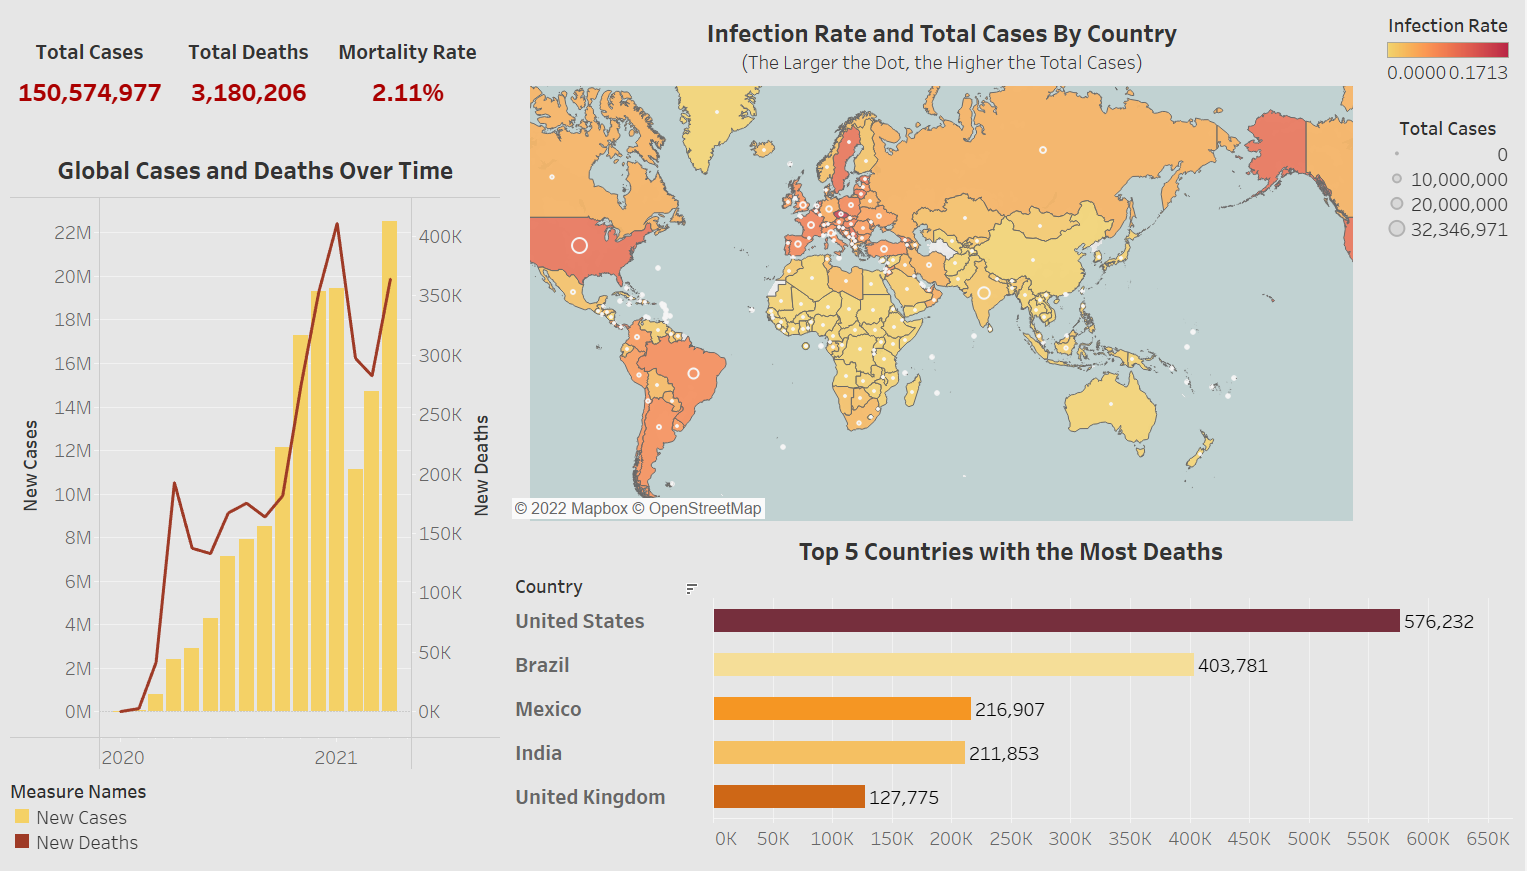 Total Cases
Total Deaths
Mortality Rate
150,574,977
3,180,206
2.11%
Global Cases and Deaths Over Time
22M
20M
18M
16M
14M
12M
10M
8M
6M
4M
2M
0M
New Cases
400K
350K
300K
250K
200K
150K
100K
50K
0K
New Deaths
2020
2021
Measure Names
New Cases
New Deaths
Infection Rate and Total Cases By Country
(The Larger the Dot, the Higher the Total Cases)
© 2022 Mapbox © OpenStreetMap
Infection Rate
0.0000 0.1713
Total Cases
0
10,000,000
20,000,000
32,346,971
Top 5 Countries with the Most Deaths
Country
United States 576,232
Brazil 403,781
Mexico 216,907
India 211,853
United Kingdom 127,775
0K 50K 100K 150K 200K 250K 300K 350K 400K 450K 500K 550K 600K 650K